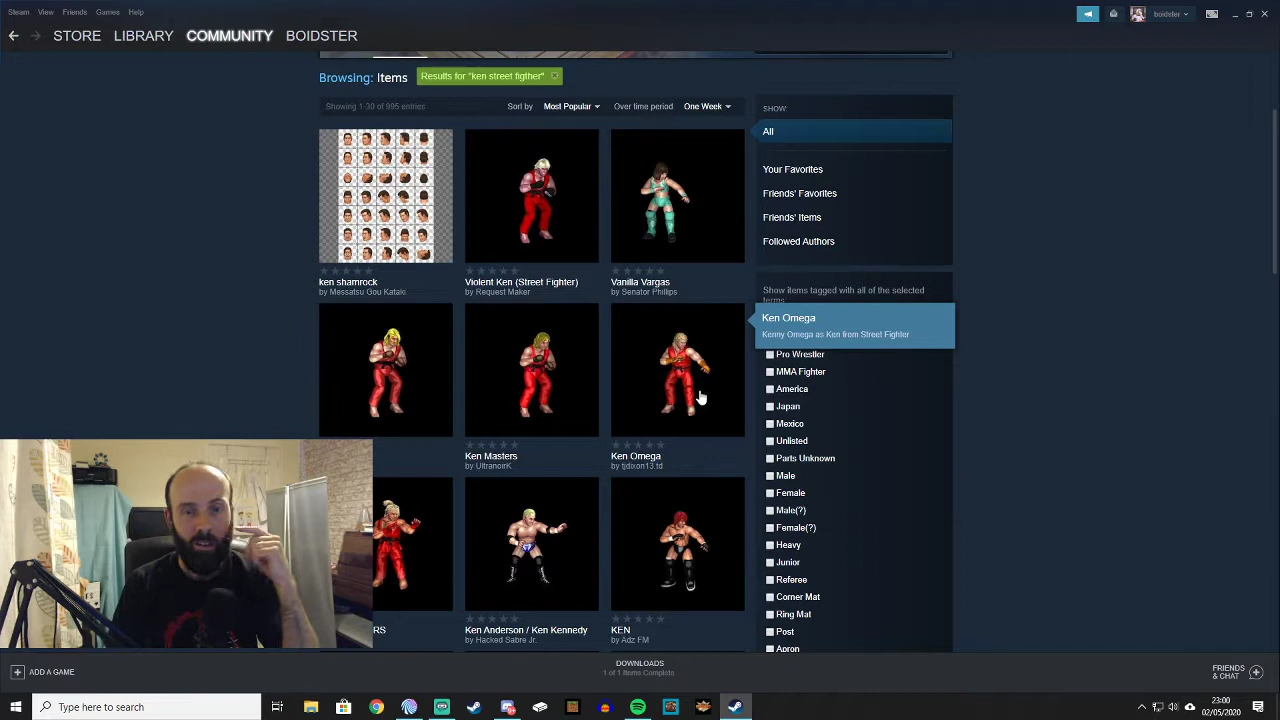 Steam View Friends Games Help
boidster
STORE LIBRARY COMMUNITY BOIDSTER
Browsing: Items Results for "ken street figther"
Showing 1-30 of 995 entries Sort by Most Popular Over time period One Week
SHOW:
All
Your Favorites
Friends' Favorites
Friends' Items
Followed Authors
ken shamrock
by Messatsu Gou Kataki
Violent Ken (Street Fighter)
by Request Maker
Vanilla Vargas
by Senator Phillips
Show items tagged with all of the selected
terms:
Ken Omega
Kenny Omega as Ken from Street Fighter
Pro Wrestler
MMA Fighter
America
Japan
Mexico
Unlisted
Parts Unknown
Male
Female
Male(?)
Female(?)
Heavy
Junior
Referee
Corner Mat
Ring Mat
Post
Apron
Ken Masters
by UltranoirK
Ken Omega
by tjdixon13.td
RS
Ken Anderson / Ken Kennedy
by Hacked Sabre Jr.
KEN
by Adz FM
ADD A GAME
DOWNLOADS
1 of 1 Items Complete
FRIENDS
& CHAT
Type here to search
23:00
02/05/2020